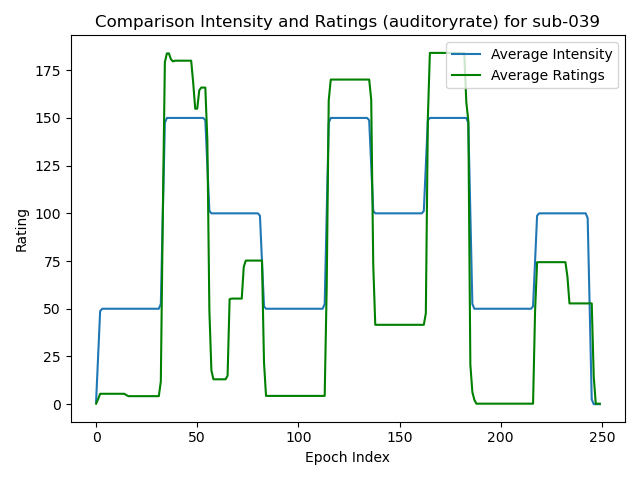 Comparison Intensity and Ratings (auditoryrate) for sub-039
Average Intensity
Average Ratings
Rating
175
150
125
100
75
50
25
0
0 50 100 150 200 250
Epoch Index